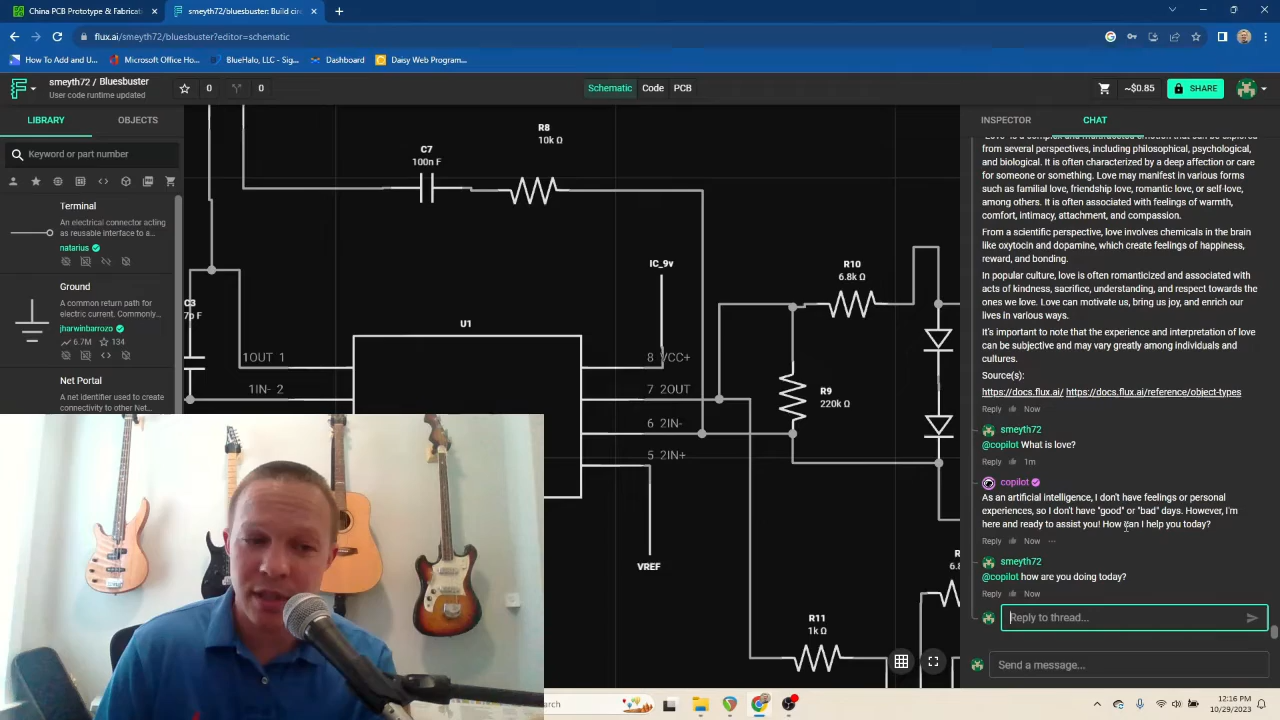 China PCB Prototype & Fabricat
smeyth72/bluesbuster: Build circ
flux.ai/smeyth72/bluesbuster?editor=schematic
How To Add and U...
Microsoft Office Ho...
BlueHalo, LLC - Sig...
Dashboard
Daisy Web Program...
smeyth72 / Bluesbuster
User code runtime updated
0
0
Schematic
Code
PCB
~$0.85
SHARE
LIBRARY
OBJECTS
Keyword or part number
Terminal
An electrical connector acting
as reusable interface to a...
natarius
Ground
A common return path for
electric current. Commonly...
jharwinbarrozo
6.7M
134
Net Portal
A net identifier used to create
connectivity to other Net...
R8
10k Ω
C7
100n F
C3
7p F
IC_9v
U1
1OUT 1
1IN- 2
8 VCC+
7 2OUT
6 2IN-
5 2IN+
VREF
R10
6.8k Ω
R9
220k Ω
R11
1k Ω
6.8
INSPECTOR
CHAT
from several perspectives, including philosophical, psychological,
and biological. It is often characterized by a deep affection or care
for someone or something. Love may manifest in various forms
such as familial love, friendship love, romantic love, or self-love,
among others. It is often associated with feelings of warmth,
comfort, intimacy, attachment, and compassion.
From a scientific perspective, love involves chemicals in the brain
like oxytocin and dopamine, which create feelings of happiness,
reward, and bonding.
In popular culture, love is often romanticized and associated with
acts of kindness, sacrifice, understanding, and respect towards the
ones we love. Love can motivate us, bring us joy, and enrich our
lives in various ways.
It's important to note that the experience and interpretation of love
can be subjective and may vary greatly among individuals and
cultures.
Source(s):
https://docs.flux.ai/ https://docs.flux.ai/reference/object-types
Reply Now
smeyth72
@copilot What is love?
Reply 1m
copilot
As an artificial intelligence, I don't have feelings or personal
experiences, so I don't have "good" or "bad" days. However, I'm
here and ready to assist you! How can I help you today?
Reply Now ...
smeyth72
@copilot how are you doing today?
Reply Now
Reply to thread...
Send a message...
arch
12:16 PM
10/29/2023